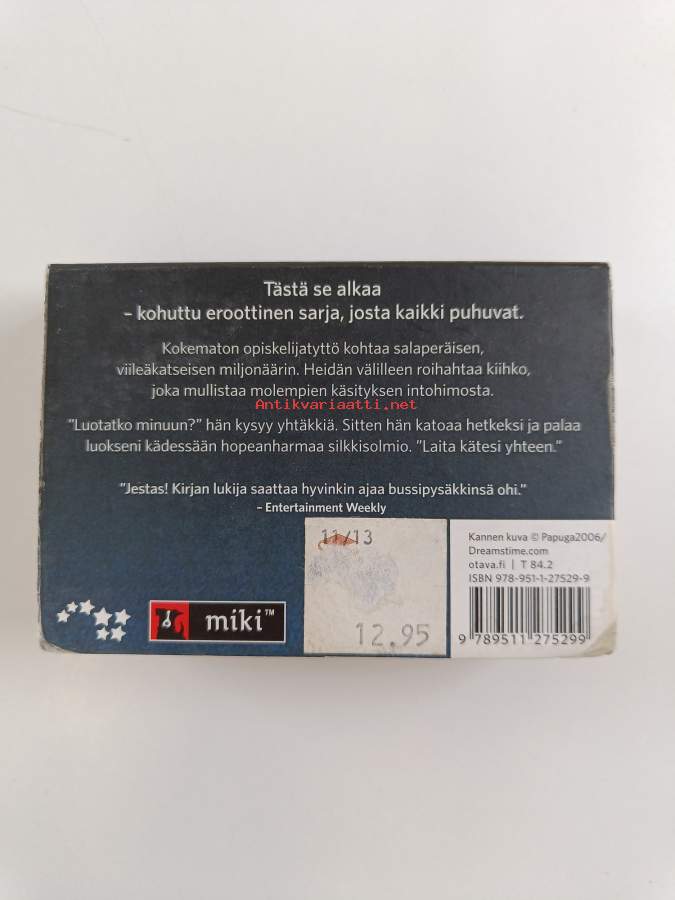 Tästä se alkaa
– kohuttu eroottinen sarja, josta kaikki puhuvat.
Kokematon opiskelijatyttö kohtaa salaperäisen,
viileäkatseisen miljonäärin. Heidän välilleen roihahtaa kiihko,
joka mullistaa molempien käsityksen intohimosta.
Antikvariaatti.net
"Luotatko minuun?" hän kysyy yhtäkkiä. Sitten hän katoaa hetkeksi ja palaa
luokseni kädessään hopeanharmaa silkkisolmio. "Laita kätesi yhteen."
"Jestas! Kirjan lukija saattaa hyvinkin ajaa bussipysäkkinsä ohi."
– Entertainment Weekly
11/13
12.95
miki™
Kannen kuva © Papuga2006/
Dreamstime.com
otava.fi | T 84.2
ISBN 978-951-1-27529-9
9 789511 275299